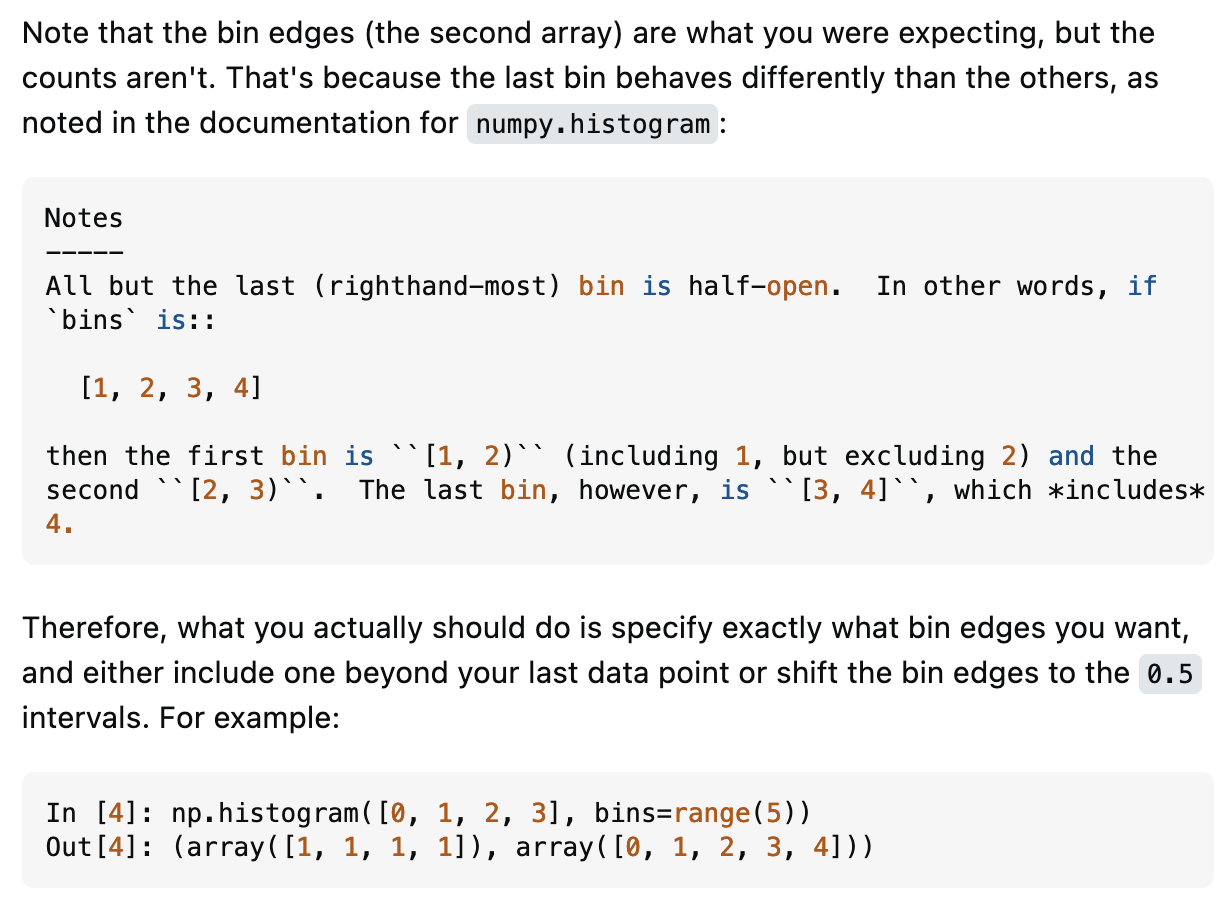 Note that the bin edges (the second array) are what you were expecting, but the
counts aren't. That's because the last bin behaves differently than the others, as
noted in the documentation for numpy.histogram:
Notes
-----
All but the last (righthand-most) bin is half-open.  In other words, if
`bins` is::
  [1, 2, 3, 4]
then the first bin is ``[1, 2)`` (including 1, but excluding 2) and the
second ``[2, 3)``.  The last bin, however, is ``[3, 4]``, which *includes*
4.
Therefore, what you actually should do is specify exactly what bin edges you want,
and either include one beyond your last data point or shift the bin edges to the 0.5
intervals. For example:
In [4]: np.histogram([0, 1, 2, 3], bins=range(5))
Out[4]: (array([1, 1, 1, 1]), array([0, 1, 2, 3, 4]))